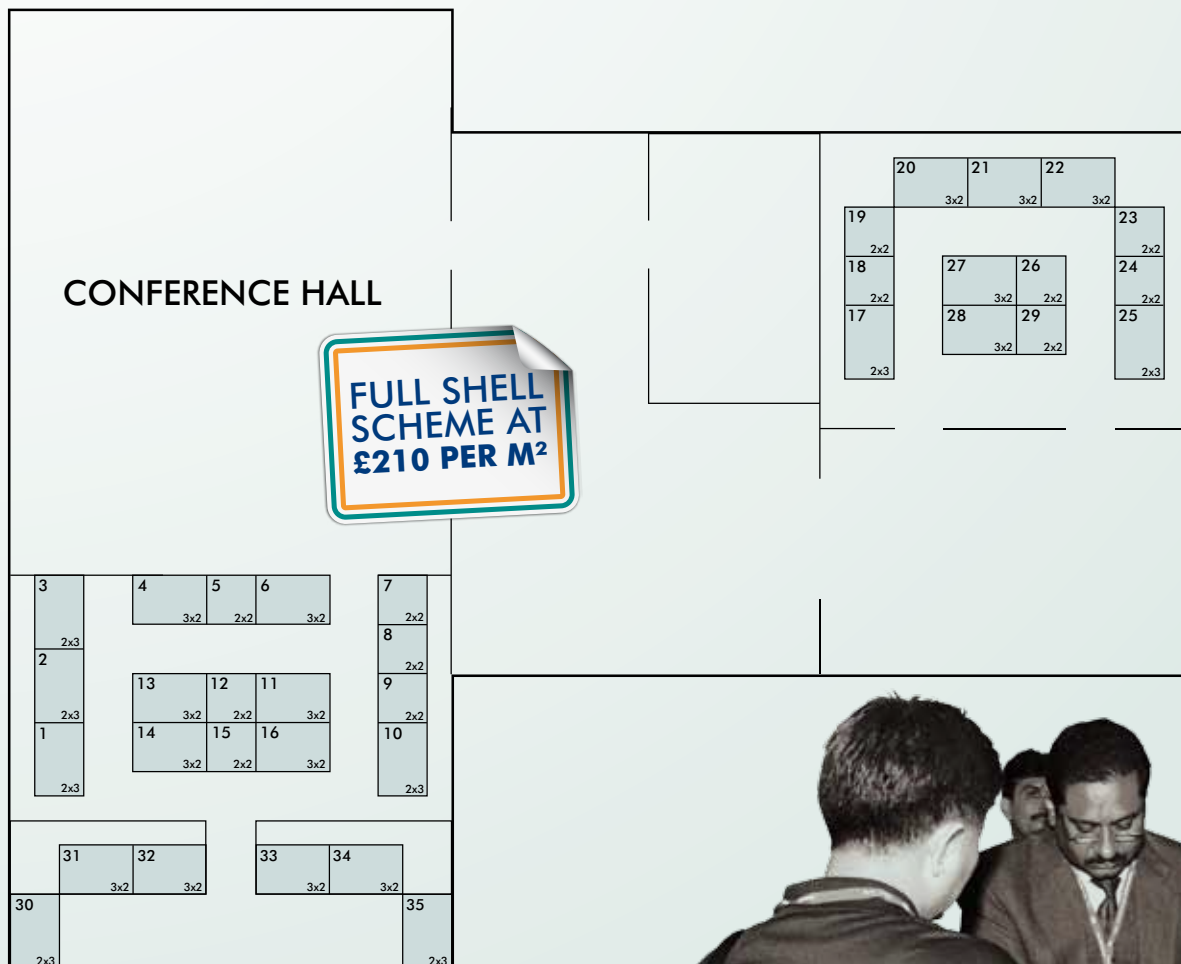 CONFERENCE HALL
FULL SHELL
SCHEME AT
£210 PER M²
20 21 22
3x2 3x2 3x2
19
2x2
18
2x2
17
2x3
23
2x2
24
2x2
25
2x3
27 26
3x2 2x2
28 29
3x2 2x2
3
2x3
2
2x3
1
2x3
4 5 6
3x2 2x2 3x2
13 12 11
3x2 2x2 3x2
14 15 16
3x2 2x2 3x2
7
2x2
8
2x2
9
2x2
10
2x3
31 32
3x2 3x2
33 34
3x2 3x2
30
2x3
35
2x3